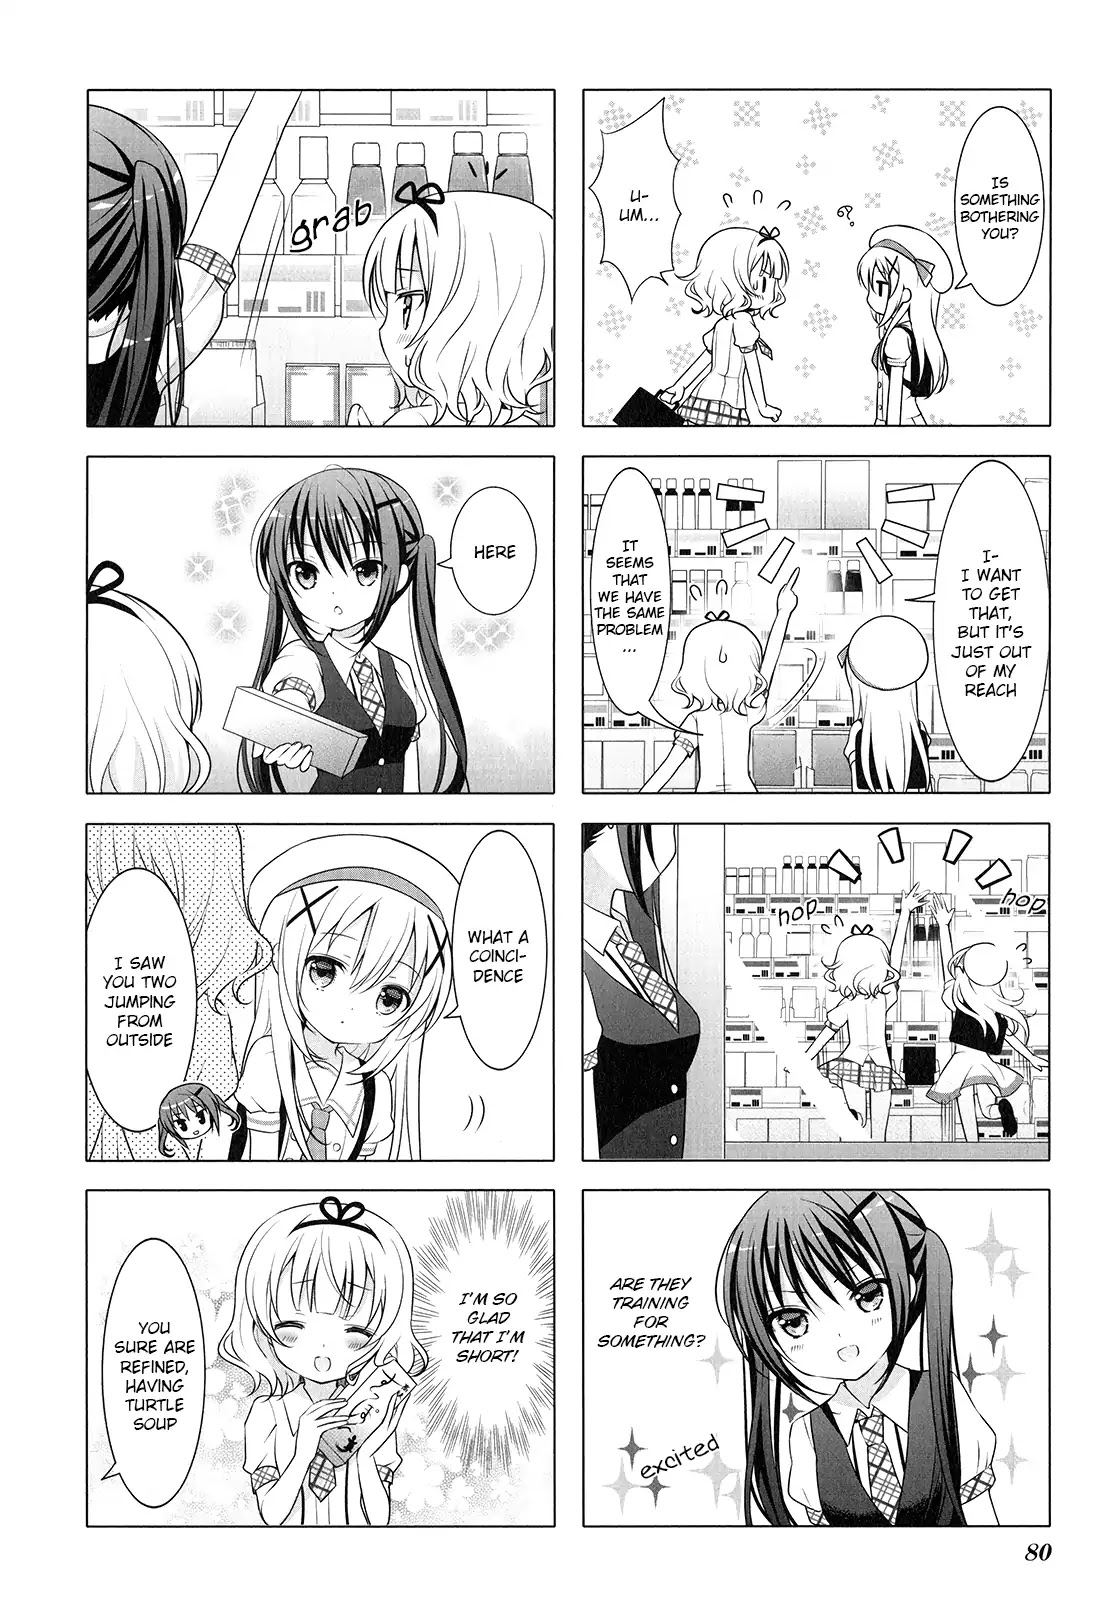 IS
SOMETHING
BOTHERING
YOU?
U-
UM...
I-
I WANT
TO GET
THAT,
BUT IT'S
JUST OUT
OF MY
REACH
IT
SEEMS
THAT
WE HAVE
THE SAME
PROBLEM
...
hop
hop
ARE THEY
TRAINING FOR
SOMETHING?
excited
grab
HERE
WHAT A
COINCI-
DENCE
I SAW
YOU TWO
JUMPING
FROM
OUTSIDE
I'M SO
GLAD
THAT I'M
SHORT!
YOU
SURE ARE
REFINED,
HAVING
TURTLE
SOUP
80